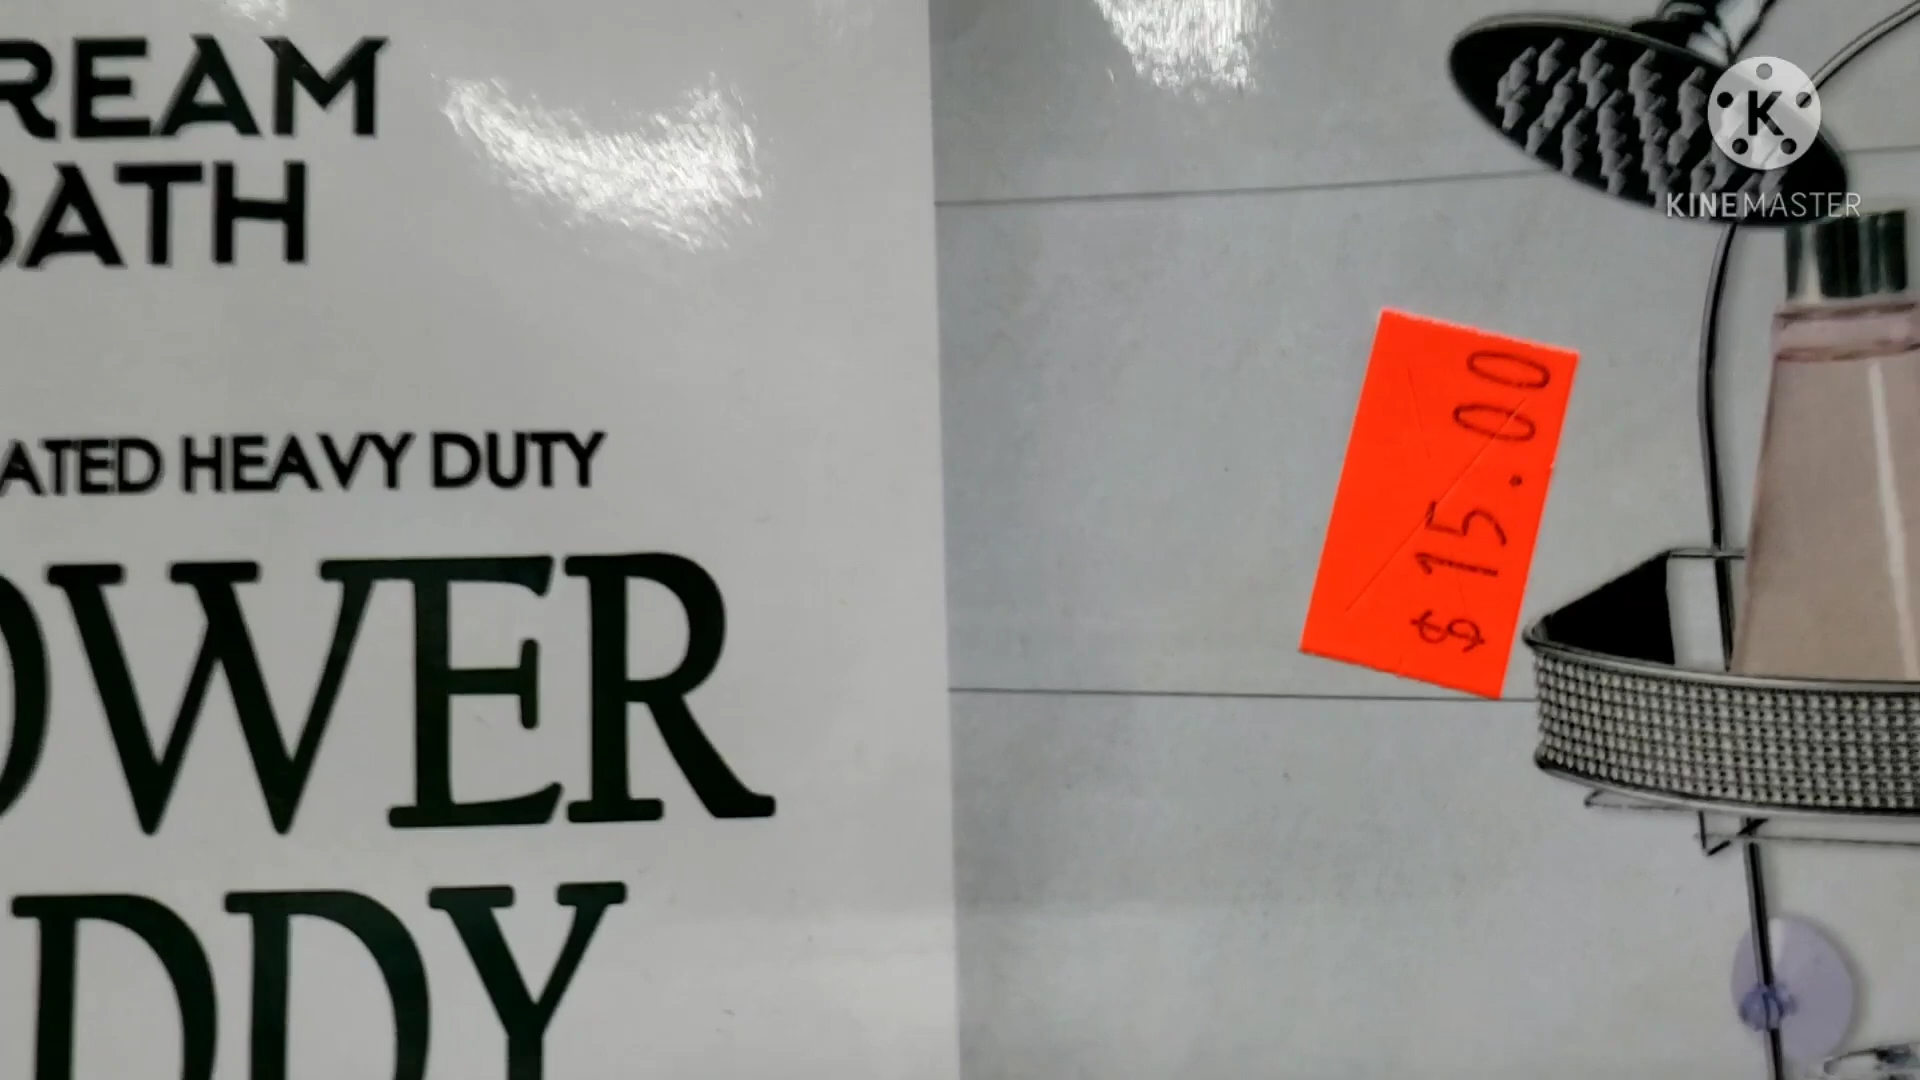 REAM
BATH
ATED HEAVY DUTY
OWER
DDY
$15.00
K
KINEMASTER